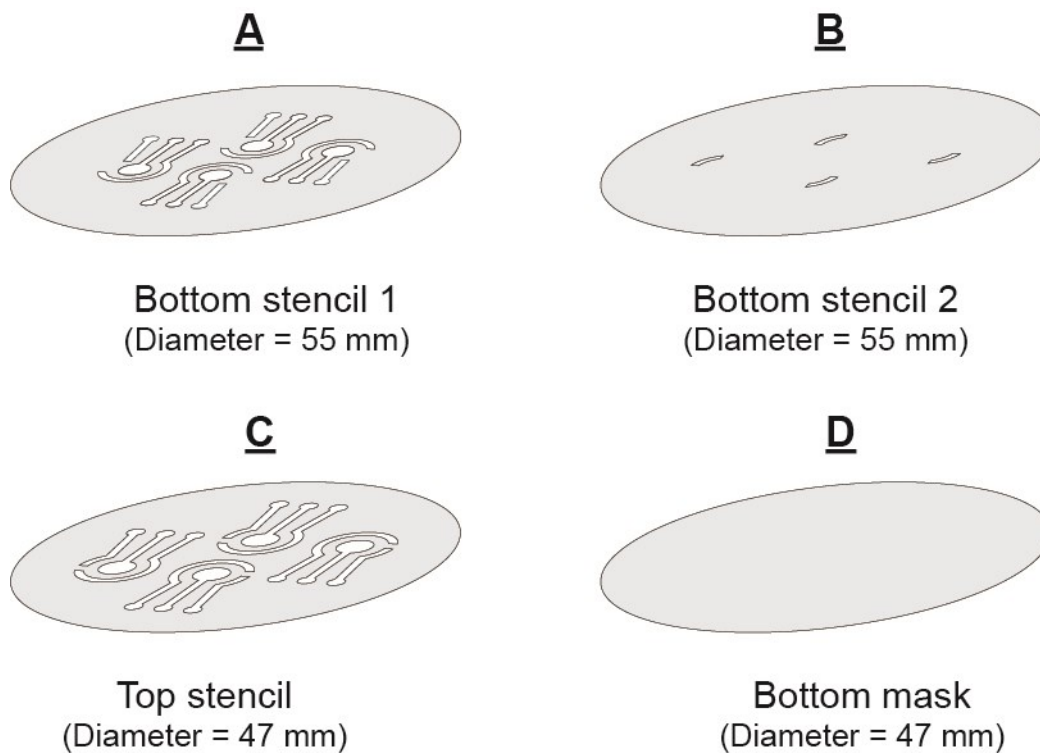 A
B
Bottom stencil 1
(Diameter = 55 mm)
Bottom stencil 2
(Diameter = 55 mm)
C
D
Top stencil
(Diameter = 47 mm)
Bottom mask
(Diameter = 47 mm)